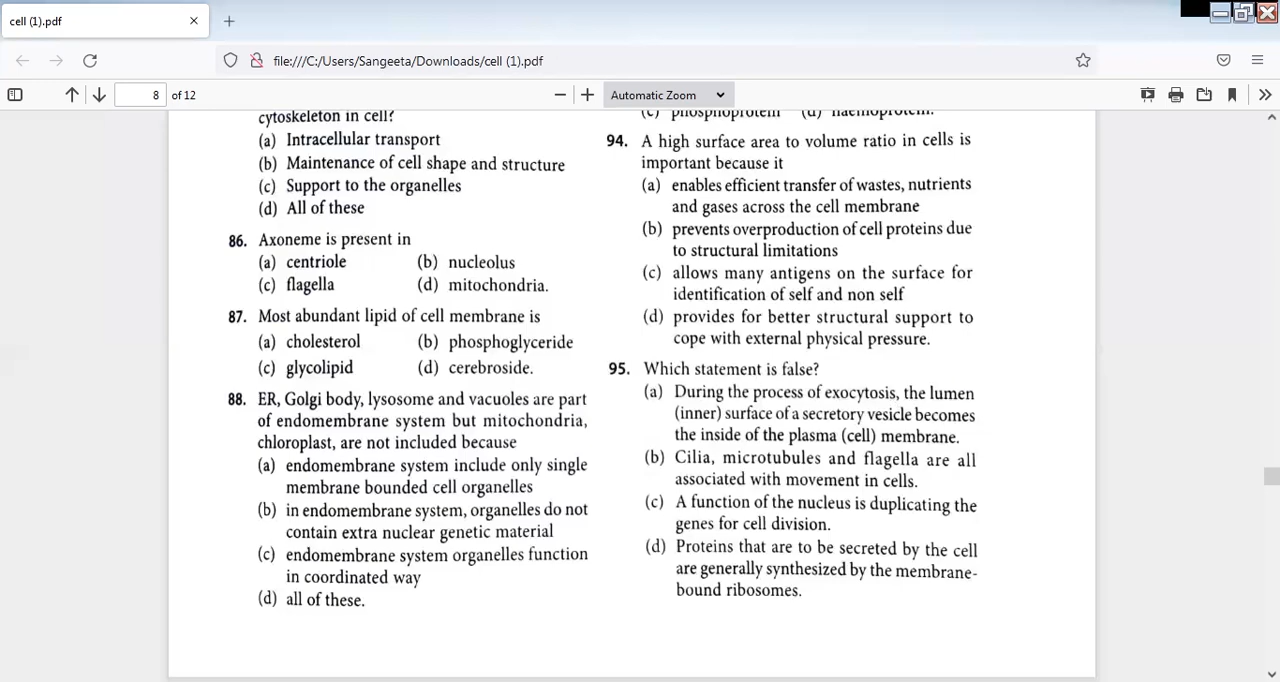 cell (1).pdf
file:///C:/Users/Sangeeta/Downloads/cell (1).pdf
8 of 12
Automatic Zoom
cytoskeleton in cell?
(a) Intracellular transport
(b) Maintenance of cell shape and structure
(c) Support to the organelles
(d) All of these
86. Axoneme is present in
(a) centriole (b) nucleolus
(c) flagella (d) mitochondria.
87. Most abundant lipid of cell membrane is
(a) cholesterol (b) phosphoglyceride
(c) glycolipid (d) cerebroside.
88. ER, Golgi body, lysosome and vacuoles are part
of endomembrane system but mitochondria,
chloroplast, are not included because
(a) endomembrane system include only single
membrane bounded cell organelles
(b) in endomembrane system, organelles do not
contain extra nuclear genetic material
(c) endomembrane system organelles function
in coordinated way
(d) all of these.
(c) phosphoprotein (d) haemoprotein.
94. A high surface area to volume ratio in cells is
important because it
(a) enables efficient transfer of wastes, nutrients
and gases across the cell membrane
(b) prevents overproduction of cell proteins due
to structural limitations
(c) allows many antigens on the surface for
identification of self and non self
(d) provides for better structural support to
cope with external physical pressure.
95. Which statement is false?
(a) During the process of exocytosis, the lumen
(inner) surface of a secretory vesicle becomes
the inside of the plasma (cell) membrane.
(b) Cilia, microtubules and flagella are all
associated with movement in cells.
(c) A function of the nucleus is duplicating the
genes for cell division.
(d) Proteins that are to be secreted by the cell
are generally synthesized by the membrane-
bound ribosomes.